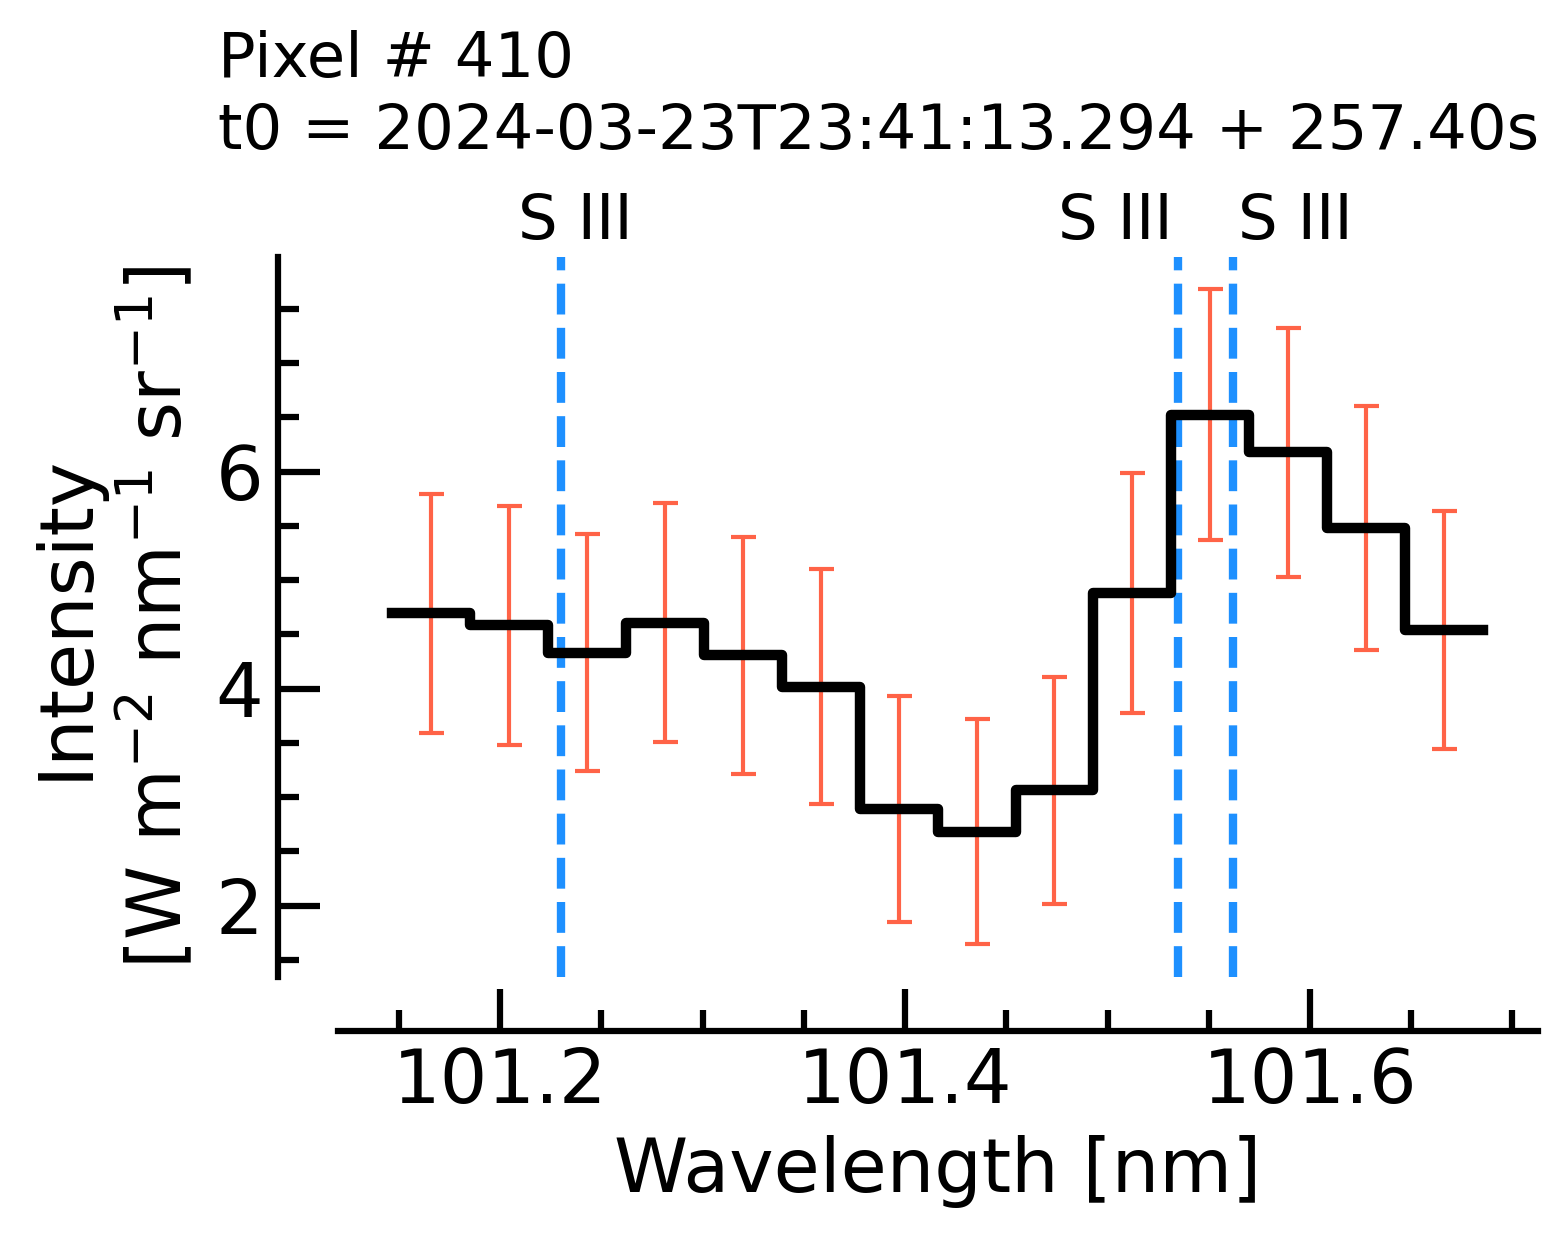 Pixel # 410
t0 = 2024-03-23T23:41:13.294 + 257.40s
S III S III S III
Intensity
[W m⁻² nm⁻¹ sr⁻¹]
6
4
2
101.2 101.4 101.6
Wavelength [nm]